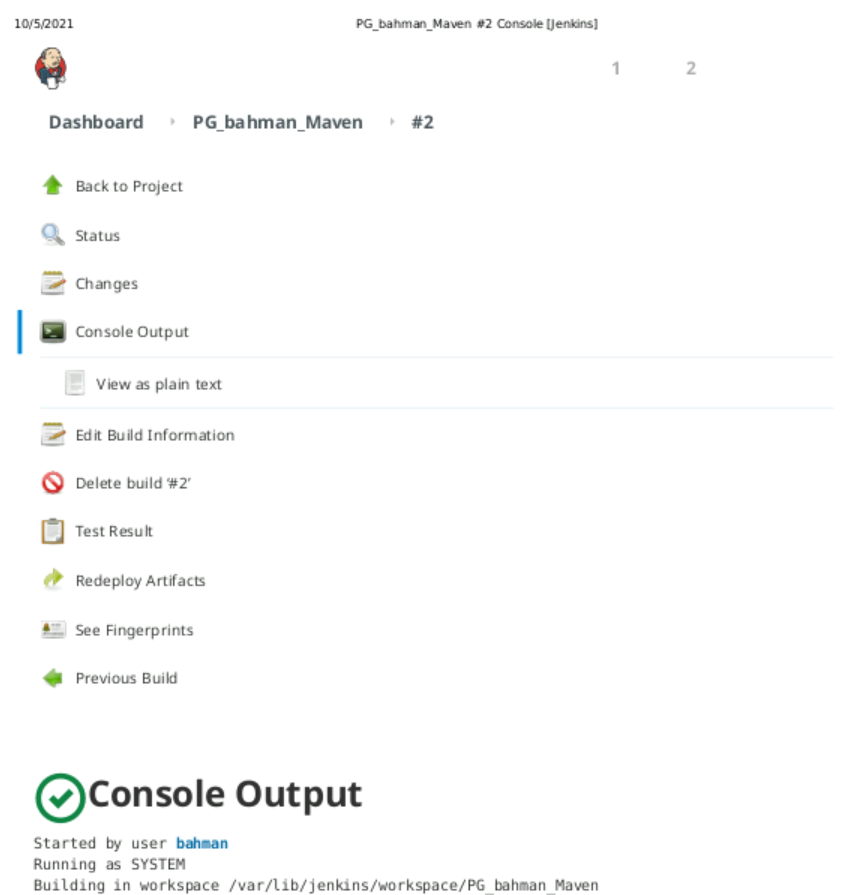 10/5/2021 PG_bahman_Maven #2 Console [Jenkins]
1 2
Dashboard PG_bahman_Maven #2
Back to Project
Status
Changes
Console Output
View as plain text
Edit Build Information
Delete build ‘#2’
Test Result
Redeploy Artifacts
See Fingerprints
Previous Build
Console Output
Started by user bahman
Running as SYSTEM
Building in workspace /var/lib/jenkins/workspace/PG_bahman_Maven